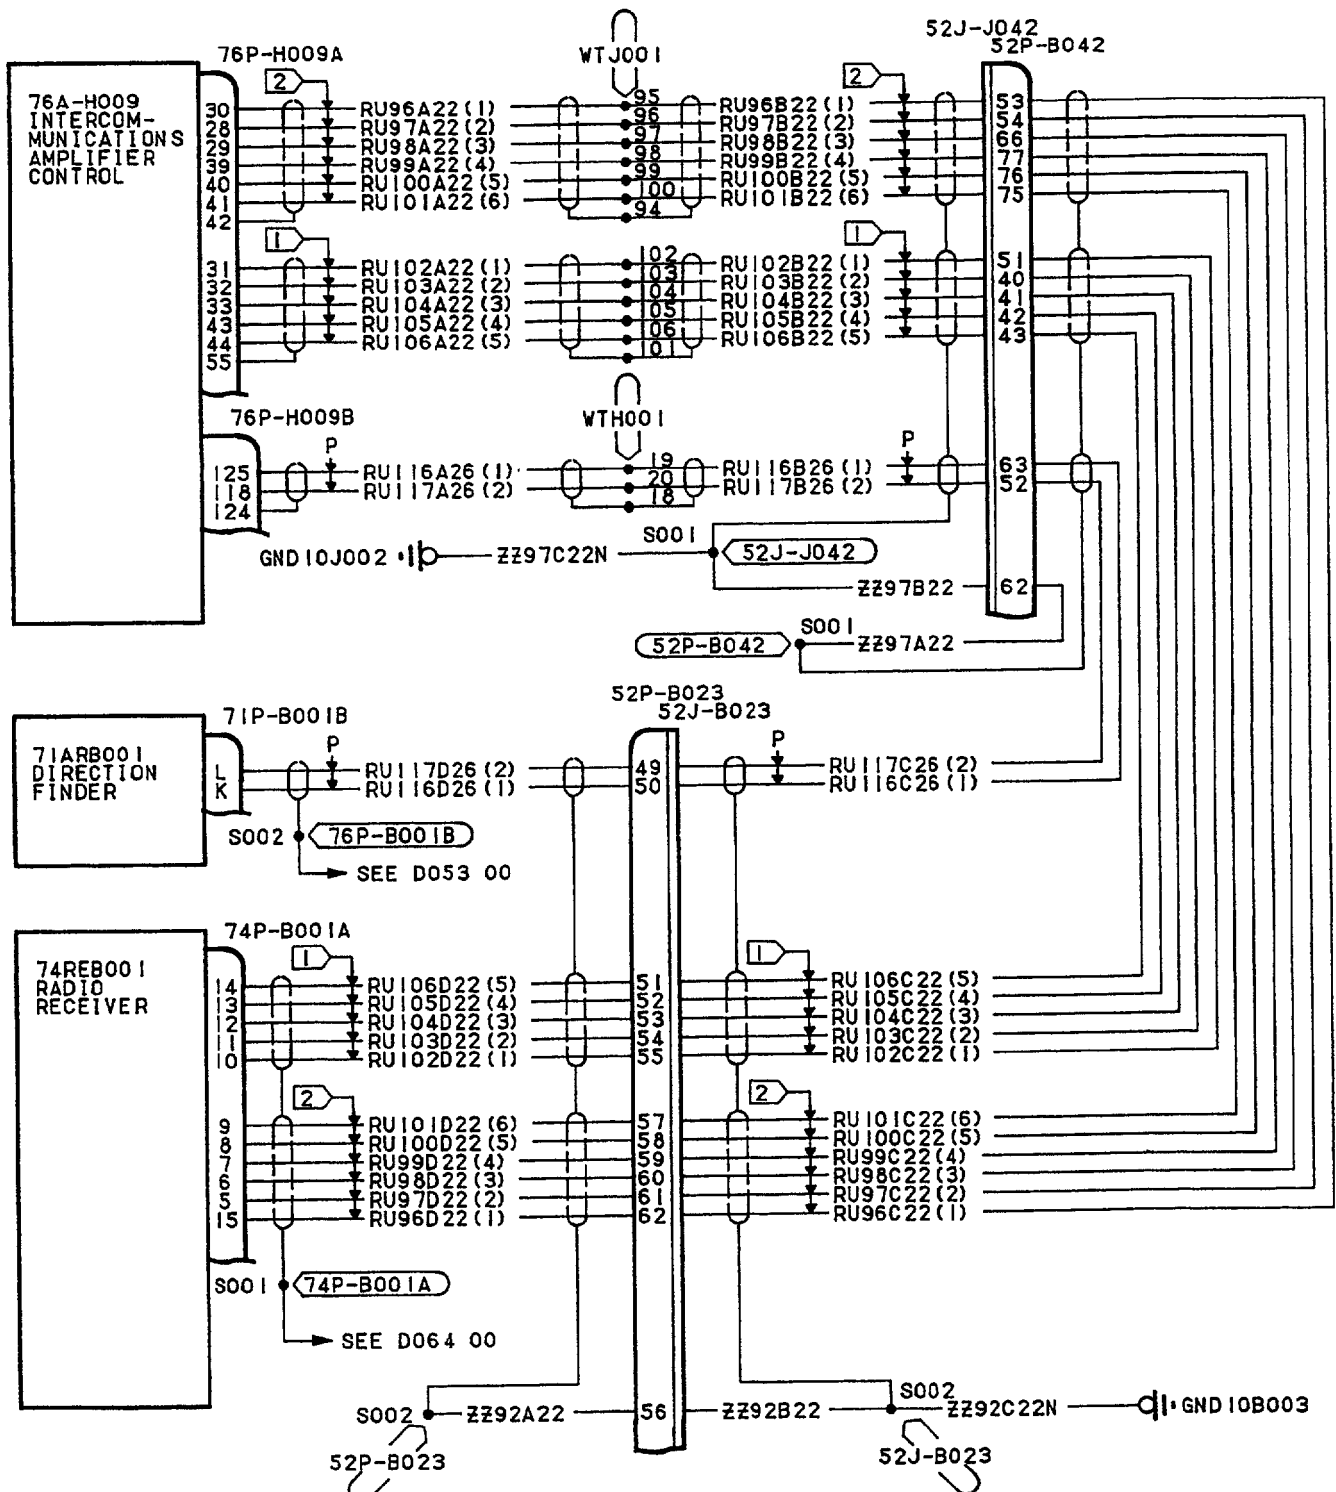 52J-J042
52P-B042
76P-H009A
WTJ001
76A-H009
INTERCOM-
MUNICATIONS
AMPLIFIER
CONTROL
2
2
30 RU96A22(1) 95 RU96B22(1) 53
28 RU97A22(2) 96 RU97B22(2) 54
29 RU98A22(3) 97 RU98B22(3) 66
39 RU99A22(4) 98 RU99B22(4) 77
40 RU100A22(5) 99 RU100B22(5) 76
41 RU101A22(6) 100 RU101B22(6) 75
42 94
1
1
31 RU102A22(1) 102 RU102B22(1) 51
32 RU103A22(2) 103 RU103B22(2) 40
33 RU104A22(3) 104 RU104B22(3) 41
43 RU105A22(4) 105 RU105B22(4) 42
44 RU106A22(5) 106 RU106B22(5) 43
55 101
76P-H009B
WTH001
P
P
125 RU116A26(1) 19 RU116B26(1) 63
118 RU117A26(2) 20 RU117B26(2) 52
124 18
S001
GND10J002 ZZ97C22N 52J-J042
ZZ97B22 62
S001
52P-B042 ZZ97A22
52P-B023
52J-B023
71P-B001B
71ARB001
DIRECTION
FINDER
P
P
L RU117D26(2) 49 RU117C26(2)
K RU116D26(1) 50 RU116C26(1)
S002 76P-B001B
SEE D053 00
74P-B001A
74REB001
RADIO
RECEIVER
1
1
14 RU106D22(5) 51 RU106C22(5)
13 RU105D22(4) 52 RU105C22(4)
12 RU104D22(3) 53 RU104C22(3)
11 RU103D22(2) 54 RU103C22(2)
10 RU102D22(1) 55 RU102C22(1)
2
2
9 RU101D22(6) 57 RU101C22(6)
8 RU100D22(5) 58 RU100C22(5)
7 RU99D22(4) 59 RU99C22(4)
6 RU98D22(3) 60 RU98C22(3)
5 RU97D22(2) 61 RU97C22(2)
15 RU96D22(1) 62 RU96C22(1)
S001 74P-B001A
SEE D064 00
S002 ZZ92A22 56 ZZ92B22 S002 ZZ92C22N GND10B003
52P-B023
52J-B023